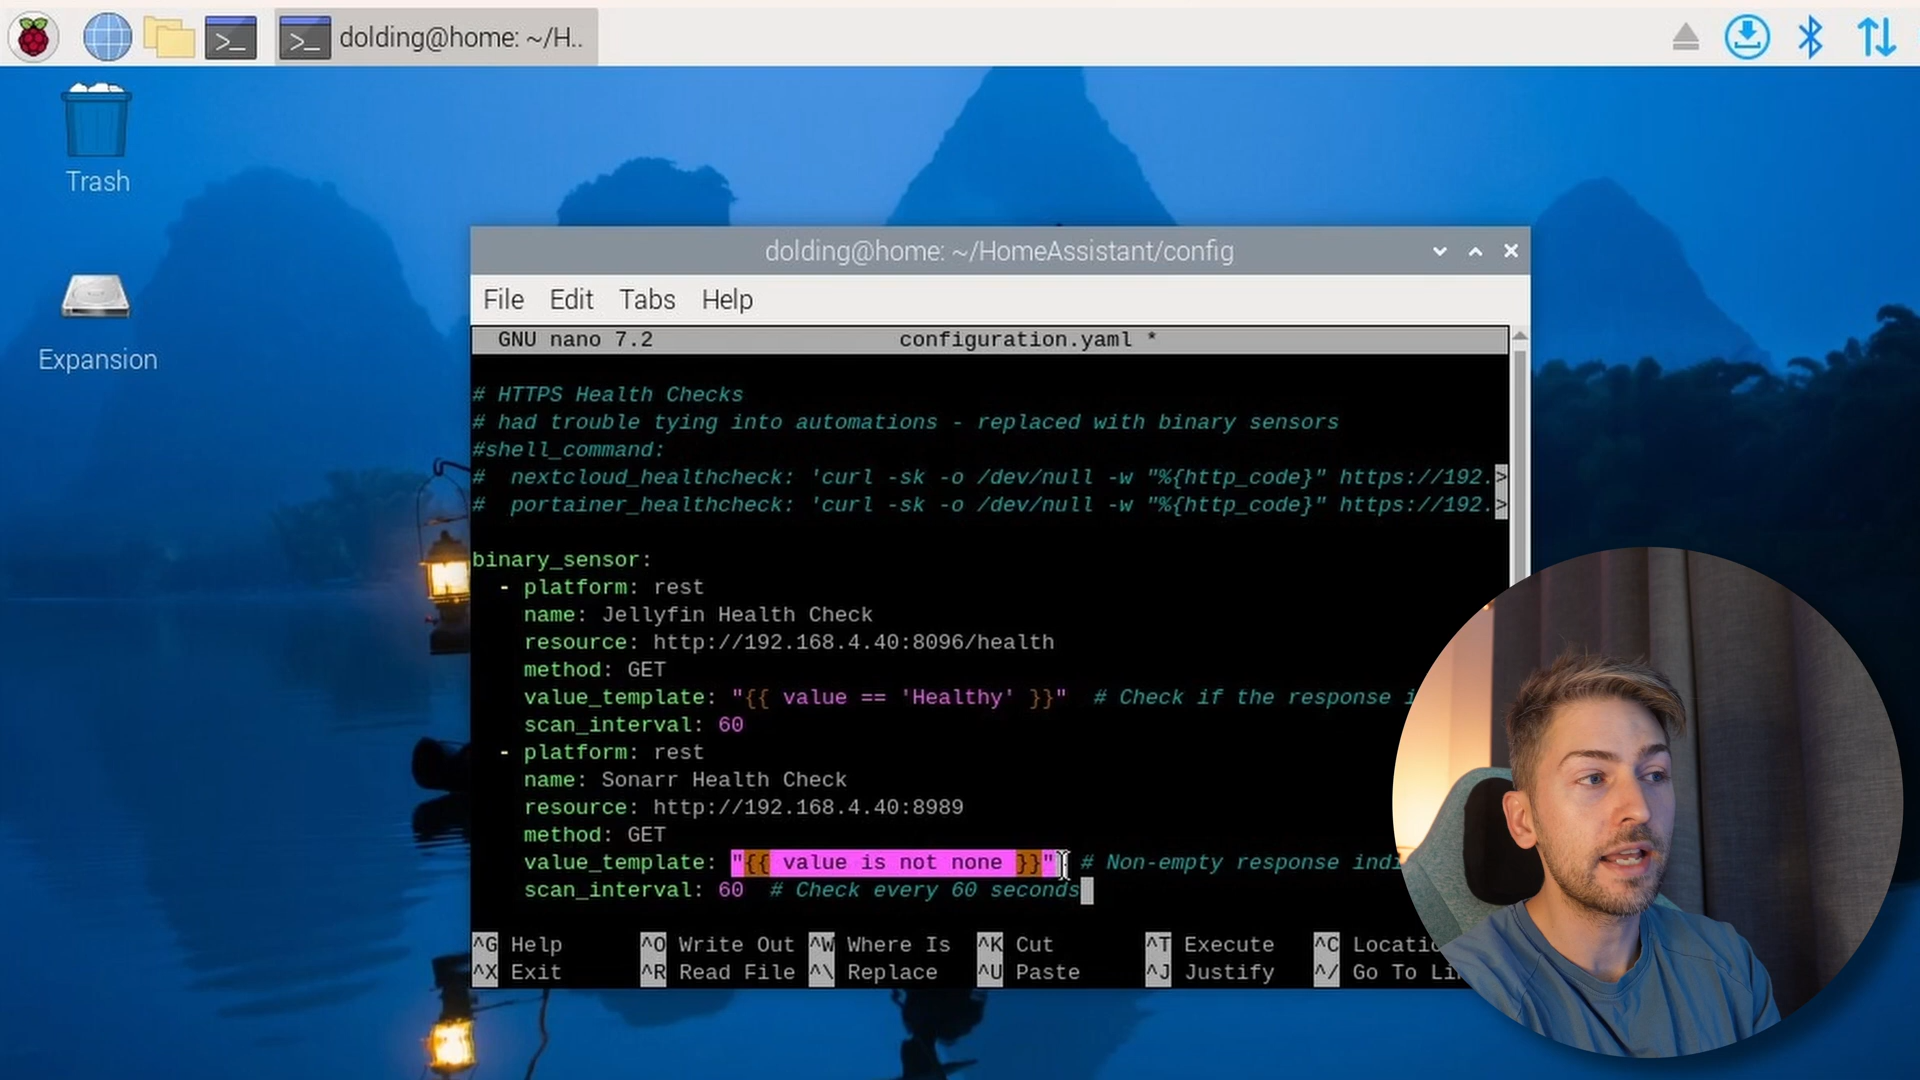 dolding@home: ~/H..
Trash
Expansion
dolding@home: ~/HomeAssistant/config
File Edit Tabs Help
GNU nano 7.2 configuration.yaml *
# HTTPS Health Checks
# had trouble tying into automations - replaced with binary sensors
#shell_command:
#  nextcloud_healthcheck: 'curl -sk -o /dev/null -w "%{http_code}" https://192.>
#  portainer_healthcheck: 'curl -sk -o /dev/null -w "%{http_code}" https://192.>
binary_sensor:
  - platform: rest
    name: Jellyfin Health Check
    resource: http://192.168.4.40:8096/health
    method: GET
    value_template: "{{ value == 'Healthy' }}"  # Check if the response i
    scan_interval: 60
  - platform: rest
    name: Sonarr Health Check
    resource: http://192.168.4.40:8989
    method: GET
    value_template: "{{ value is not none }}"  # Non-empty response indi
    scan_interval: 60  # Check every 60 seconds
^G Help ^O Write Out ^W Where Is ^K Cut ^T Execute ^C Locatio
^X Exit ^R Read File ^\ Replace ^U Paste ^J Justify ^/ Go To Li